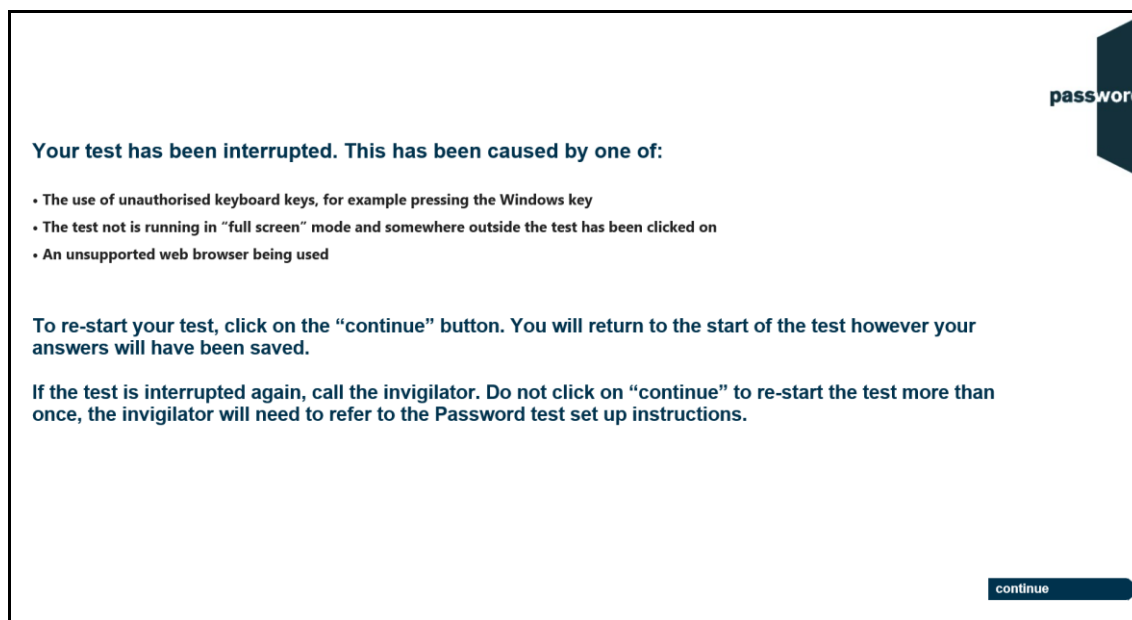 password
Your test has been interrupted. This has been caused by one of:
• The use of unauthorised keyboard keys, for example pressing the Windows key
• The test not is running in “full screen” mode and somewhere outside the test has been clicked on
• An unsupported web browser being used
To re-start your test, click on the “continue” button. You will return to the start of the test however your
answers will have been saved.
If the test is interrupted again, call the invigilator. Do not click on “continue” to re-start the test more than
once, the invigilator will need to refer to the Password test set up instructions.
continue